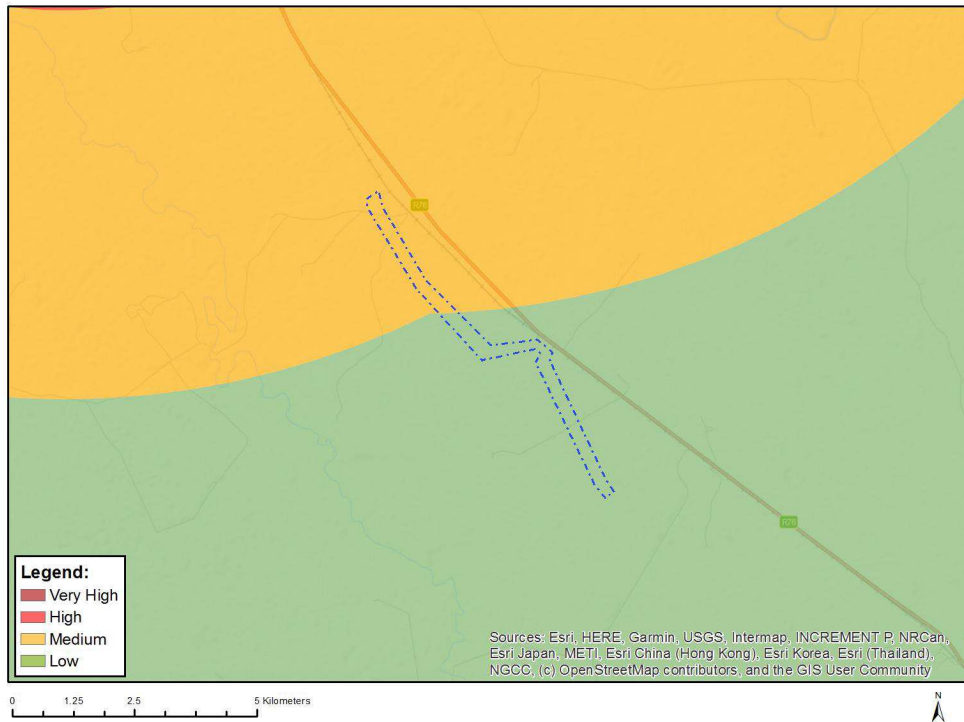 R76
R76
Legend:
Very High
High
Medium
Low
Sources: Esri, HERE, Garmin, USGS, Intermap, INCREMENT P, NRCan,
Esri Japan, METI, Esri China (Hong Kong), Esri Korea, Esri (Thailand),
NGCC, (c) OpenStreetMap contributors, and the GIS User Community
0 1.25 2.5 5 Kilometers
N